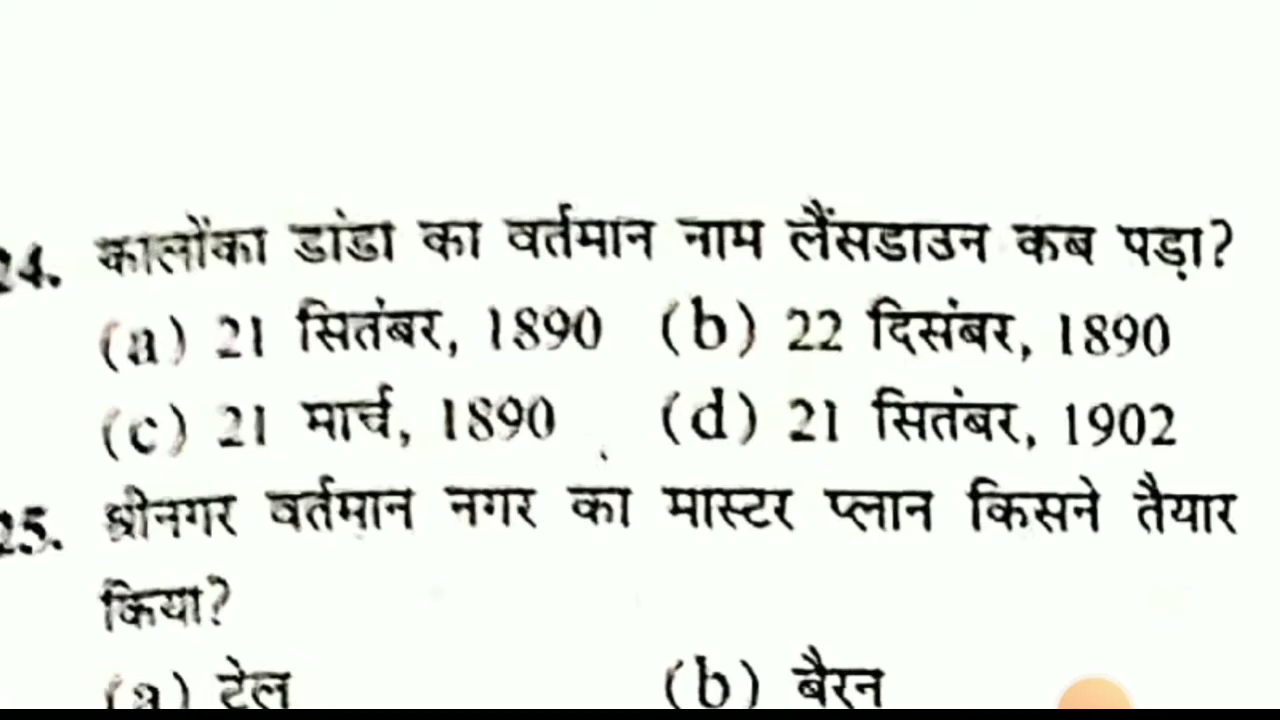 24. कालोंका डांडा का वर्तमान नाम लैंसडाउन कब पड़ा?
(a) 21 सितंबर, 1890 (b) 22 दिसंबर, 1890
(c) 21 मार्च, 1890 (d) 21 सितंबर, 1902
25. श्रीनगर वर्तमान नगर का मास्टर प्लान किसने तैयार
किया?
(a) टेल (b) बैरन